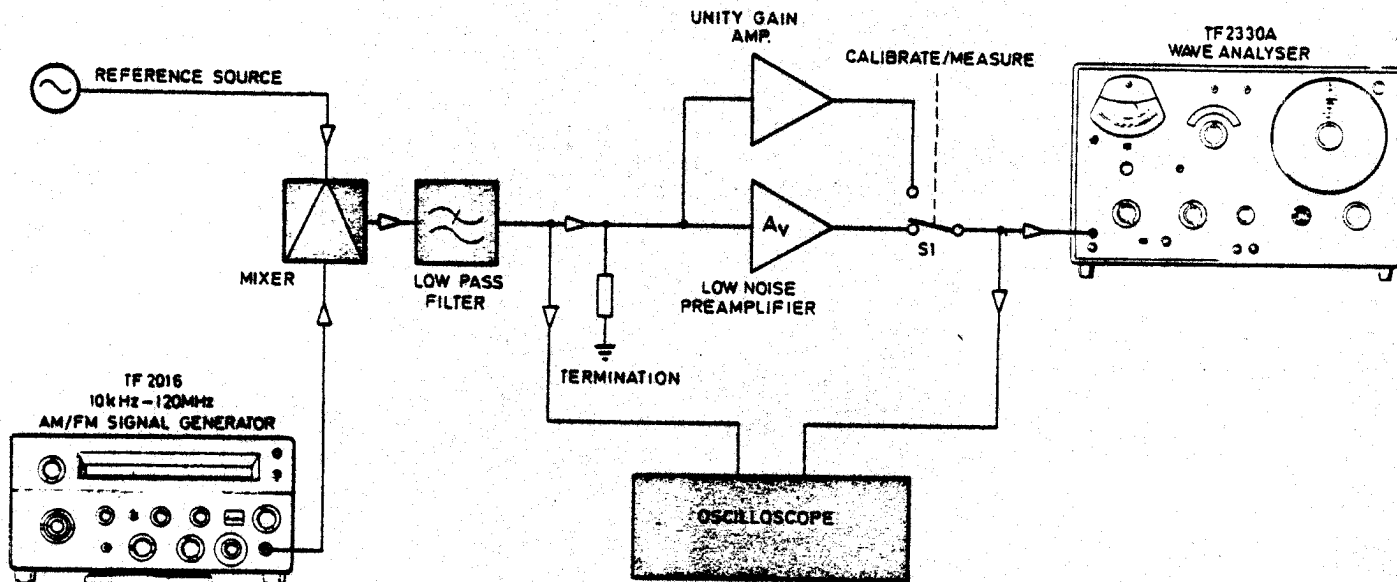 UNITY GAIN
AMP.
TF2330A
WAVE ANALYSER
CALIBRATE/MEASURE
REFERENCE SOURCE
MIXER
LOW PASS
FILTER
Av
S1
LOW NOISE
PREAMPLIFIER
TERMINATION
TF 2016
10kHz-120MHz
AM/FM SIGNAL GENERATOR
OSCILLOSCOPE